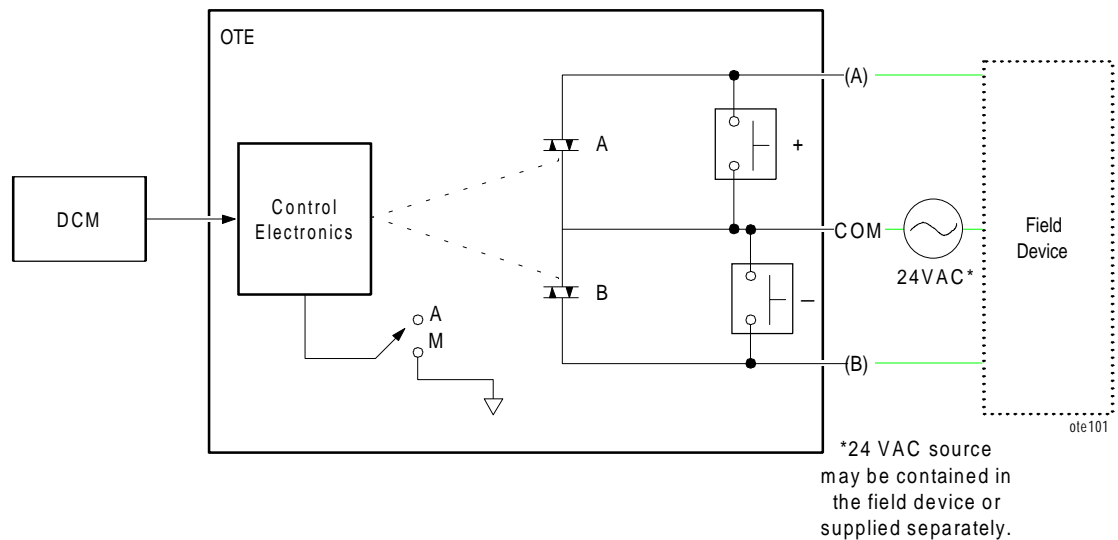 OTE
DCM
Control
Electronics
A
M
A
B
+
–
(A)
COM
(B)
24VAC*
Field
Device
ote101
*24 VAC source
may be contained in
the field device or
supplied separately.